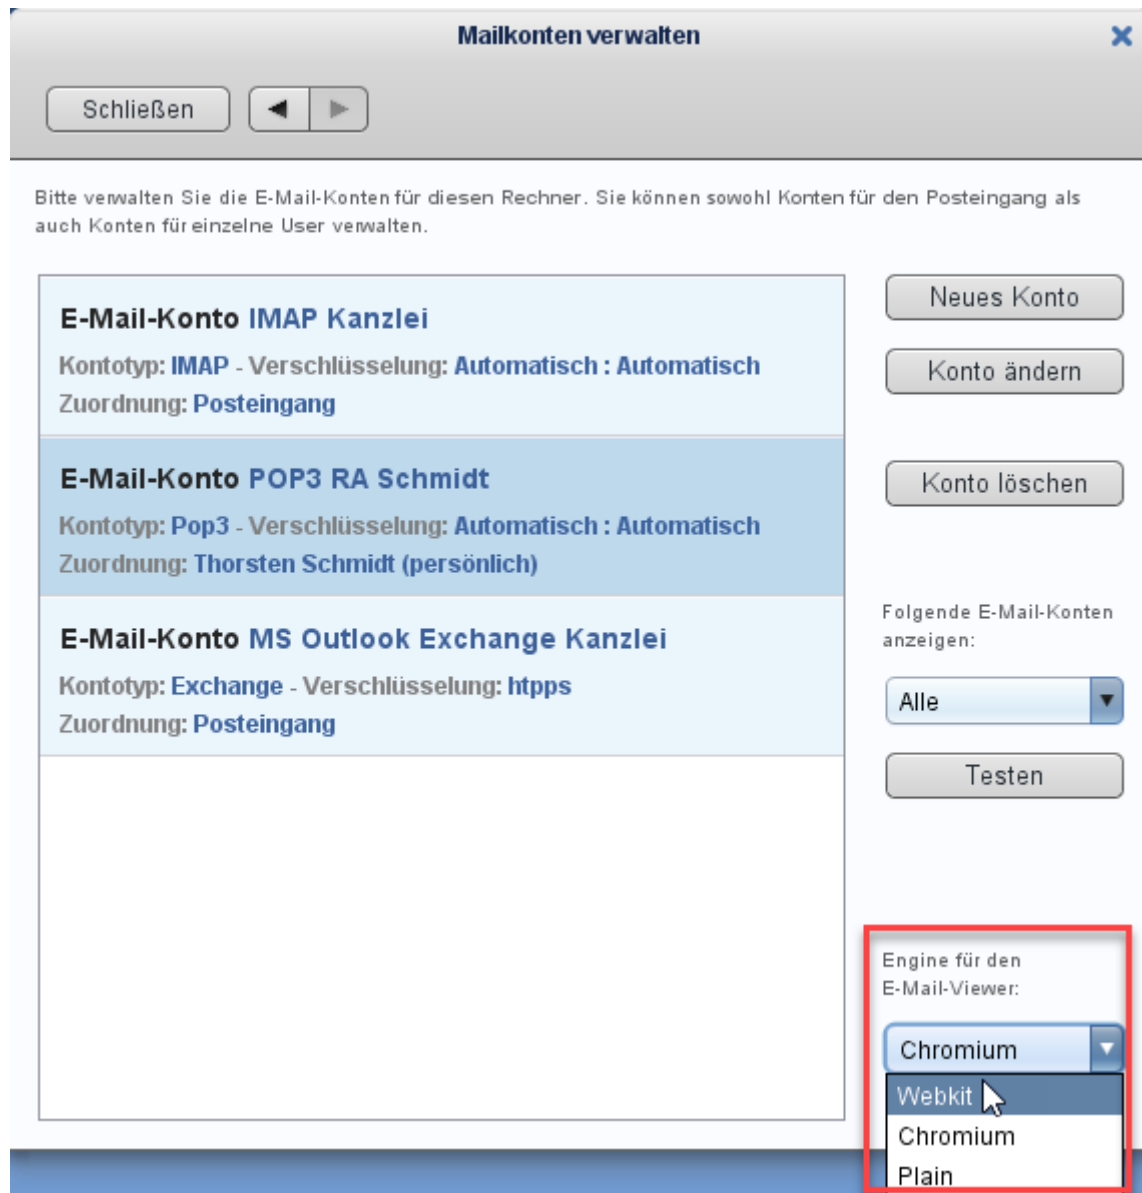 Mailkonten verwalten
Schließen
Bitte verwalten Sie die E-Mail-Konten für diesen Rechner. Sie können sowohl Konten für den Posteingang als
auch Konten für einzelne User verwalten.
E-Mail-Konto IMAP Kanzlei
Kontotyp: IMAP - Verschlüsselung: Automatisch : Automatisch
Zuordnung: Posteingang
E-Mail-Konto POP3 RA Schmidt
Kontotyp: Pop3 - Verschlüsselung: Automatisch : Automatisch
Zuordnung: Thorsten Schmidt (persönlich)
E-Mail-Konto MS Outlook Exchange Kanzlei
Kontotyp: Exchange - Verschlüsselung: htpps
Zuordnung: Posteingang
Neues Konto
Konto ändern
Konto löschen
Folgende E-Mail-Konten
anzeigen:
Alle
Testen
Engine für den
E-Mail-Viewer:
Chromium
Webkit
Chromium
Plain